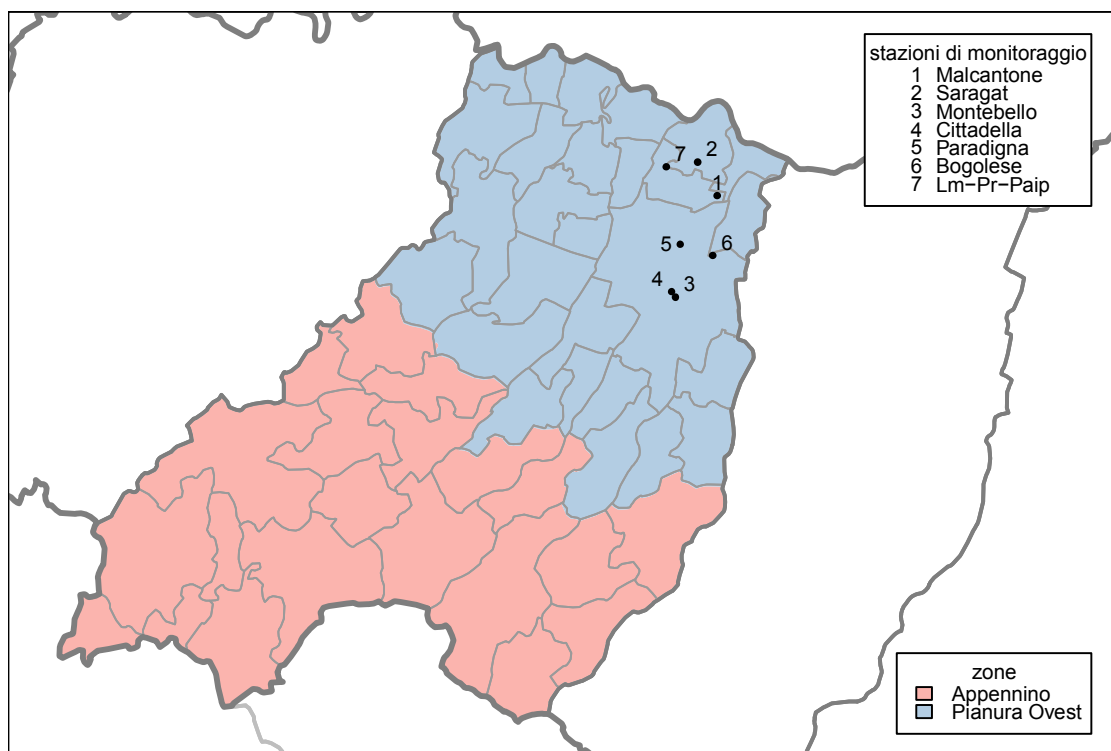 stazioni di monitoraggio
1 Malcantone
2 Saragat
3 Montebello
4 Cittadella
5 Paradigna
6 Bogolese
7 Lm−Pr−Paip
7 2
1
5 6
4 3
zone
Appennino
Pianura Ovest